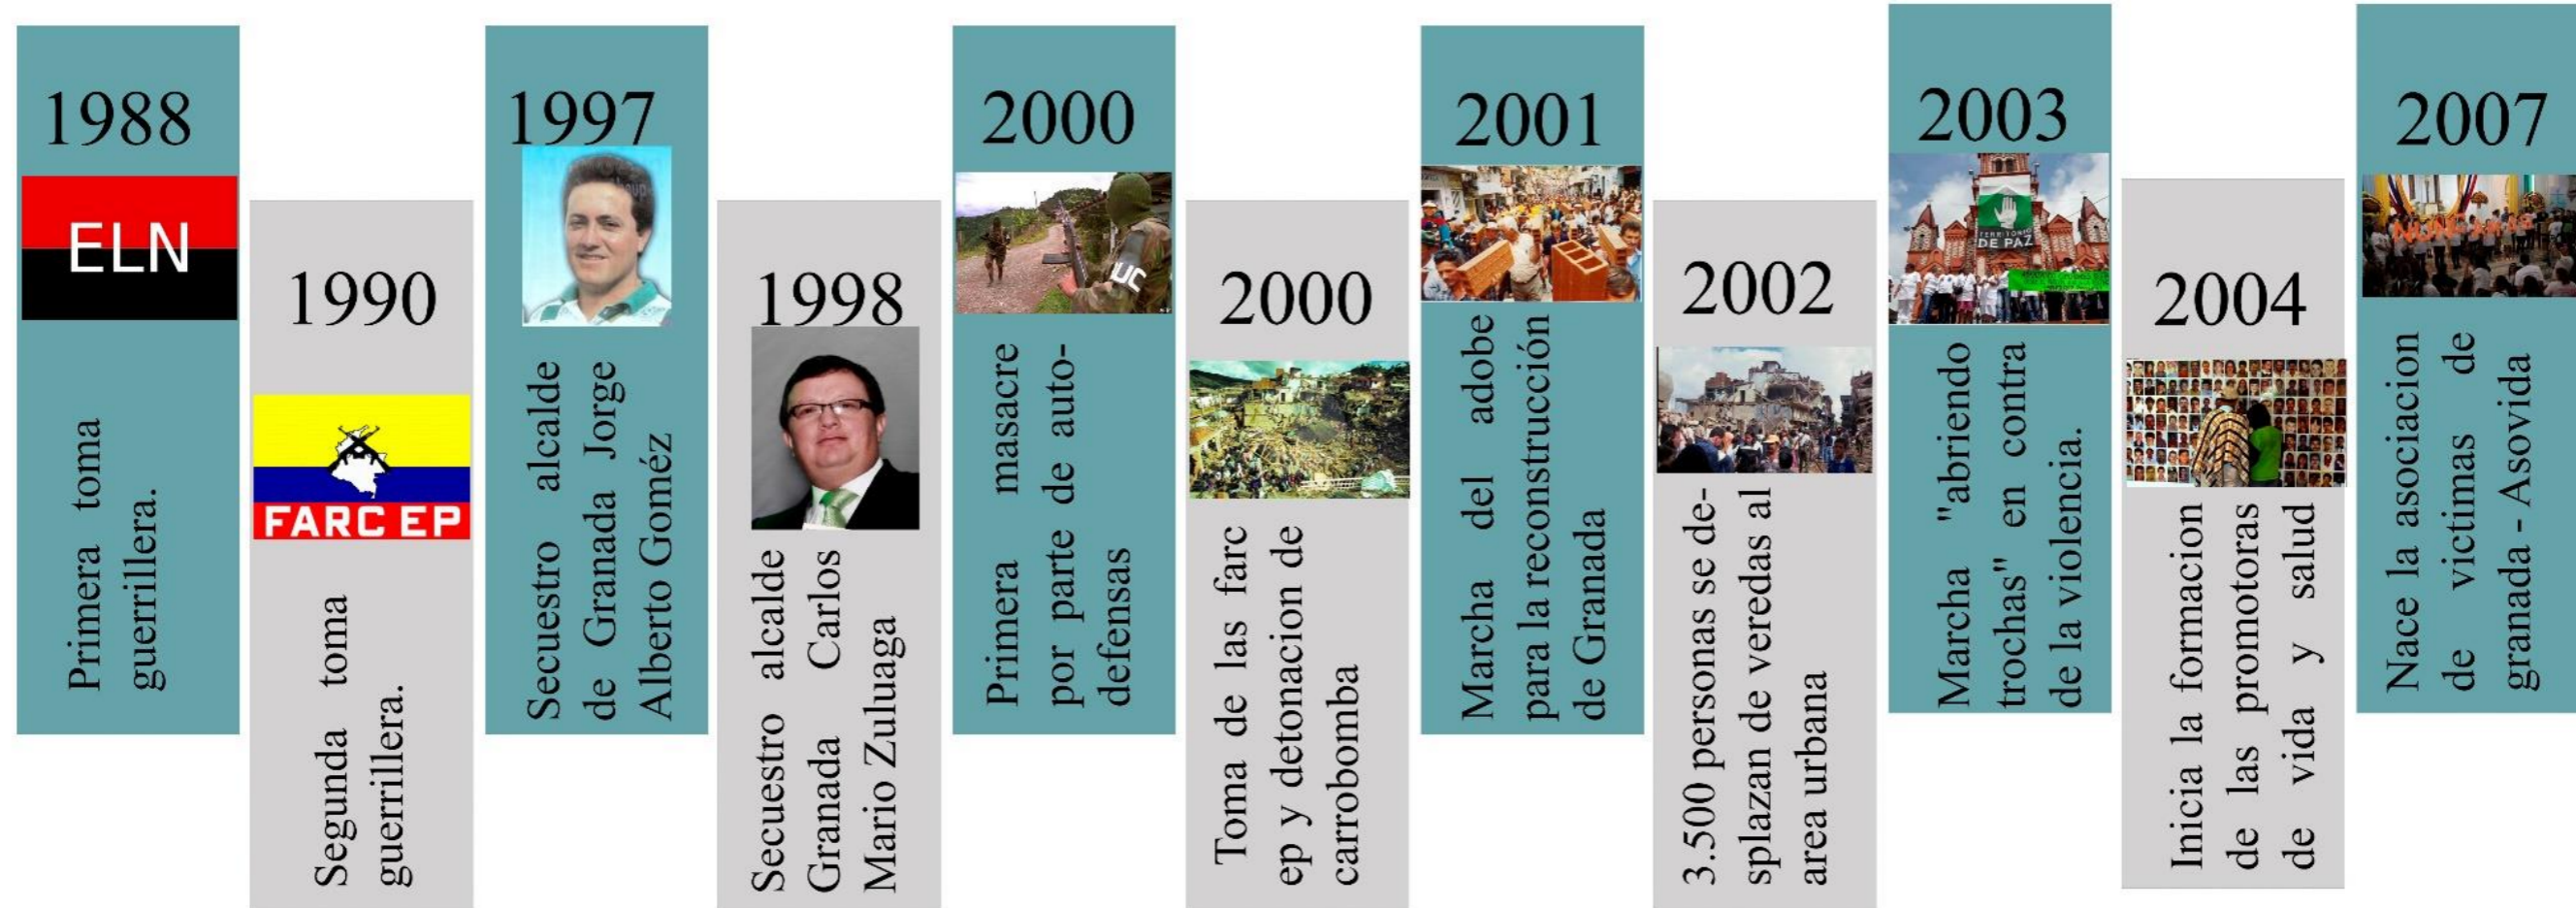 1988
ELN
Primera toma
guerrillera.
1990
FARC EP
Segunda toma
guerrillera.
1997
Secuestro alcalde
de Granada Jorge
Alberto Goméz
1998
Secuestro alcalde
Granada Carlos
Mario Zuluaga
2000
UC
Primera masacre
por parte de auto-
defensas
2000
Toma de las farc
ep y detonacion de
carrobomba
2001
Marcha del adobe
para la reconstrucción
de Granada
2002
3.500 personas se de-
splazan de veredas al
area urbana
2003
TERRITORIO
DE PAZ
Marcha "abriendo
trochas" en contra
de la violencia.
2004
Inicia la formacion
de las promotoras
de vida y salud
2007
NUNCA MAS
Nace la asociacion
de victimas de
granada - Asovida